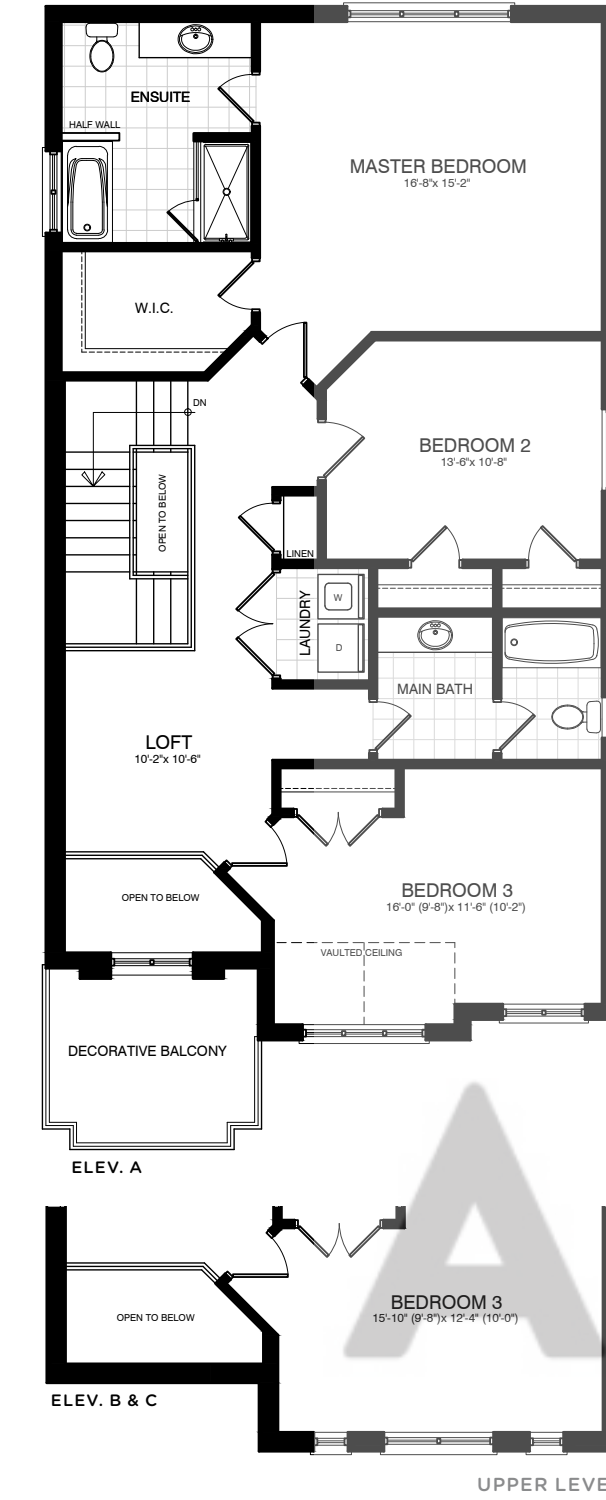 ENSUITE
HALF WALL
MASTER BEDROOM
16'-8"x 15'-2"
W.I.C.
DN
BEDROOM 2
13'-6"x 10'-8"
OPEN TO BELOW
LINEN
LAUNDRY
W
D
MAIN BATH
LOFT
10'-2"x 10'-6"
OPEN TO BELOW
BEDROOM 3
16'-0" (9'-8")x 11'-6" (10'-2")
VAULTED CEILING
DECORATIVE BALCONY
ELEV. A
A
BEDROOM 3
15'-10" (9'-8")x 12'-4" (10'-0")
OPEN TO BELOW
ELEV. B & C
UPPER LEVE